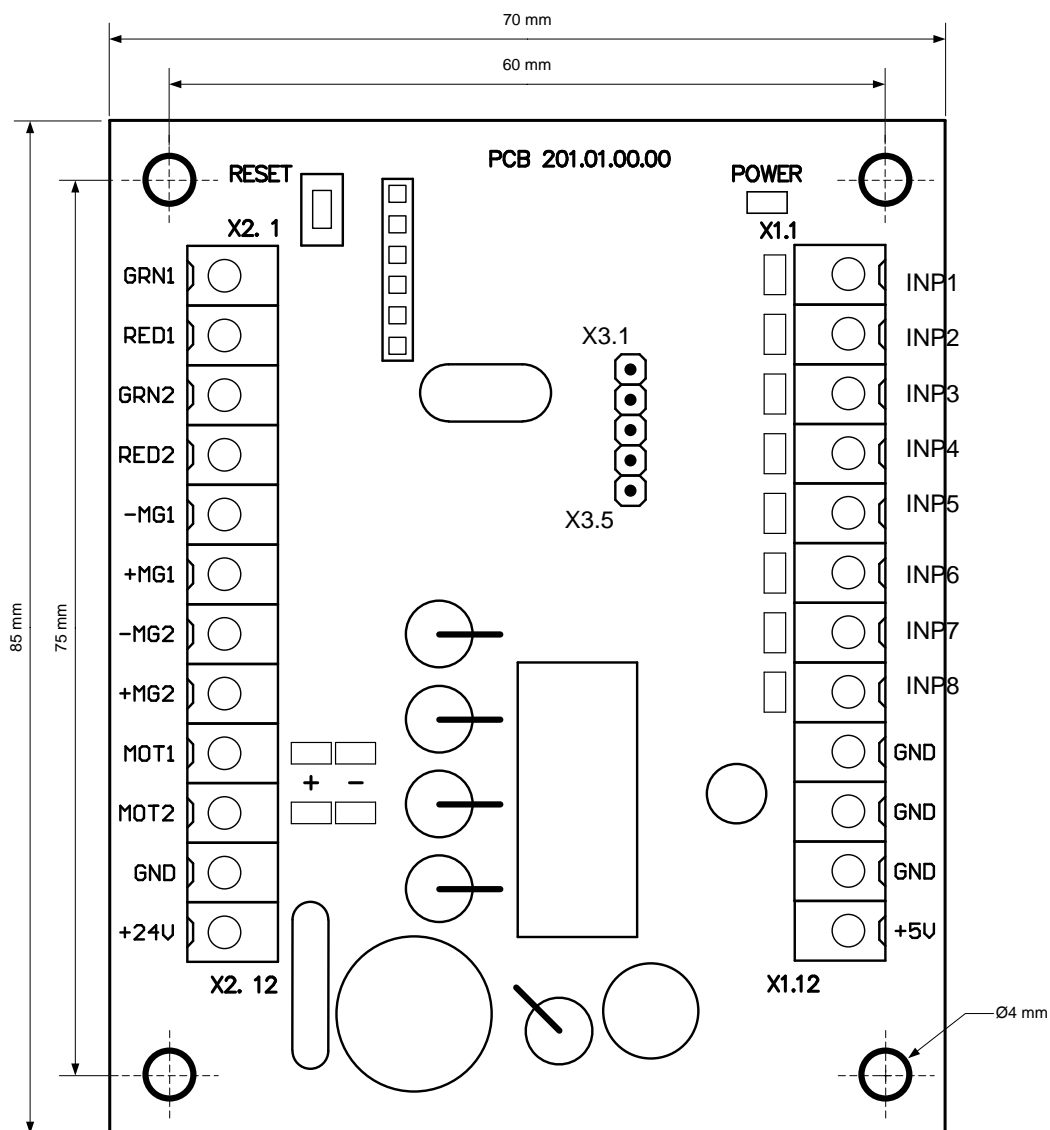 70 mm
60 mm
PCB 201.01.00.00
RESET
POWER
X2. 1
X1.1
GRN1
INP1
RED1
INP2
X3.1
GRN2
INP3
RED2
INP4
-MG1
INP5
X3.5
+MG1
INP6
85 mm
75 mm
-MG2
INP7
+MG2
INP8
MOT1
GND
+ -
MOT2
GND
GND
GND
+24V
+5V
X2. 12
X1.12
Ø4 mm